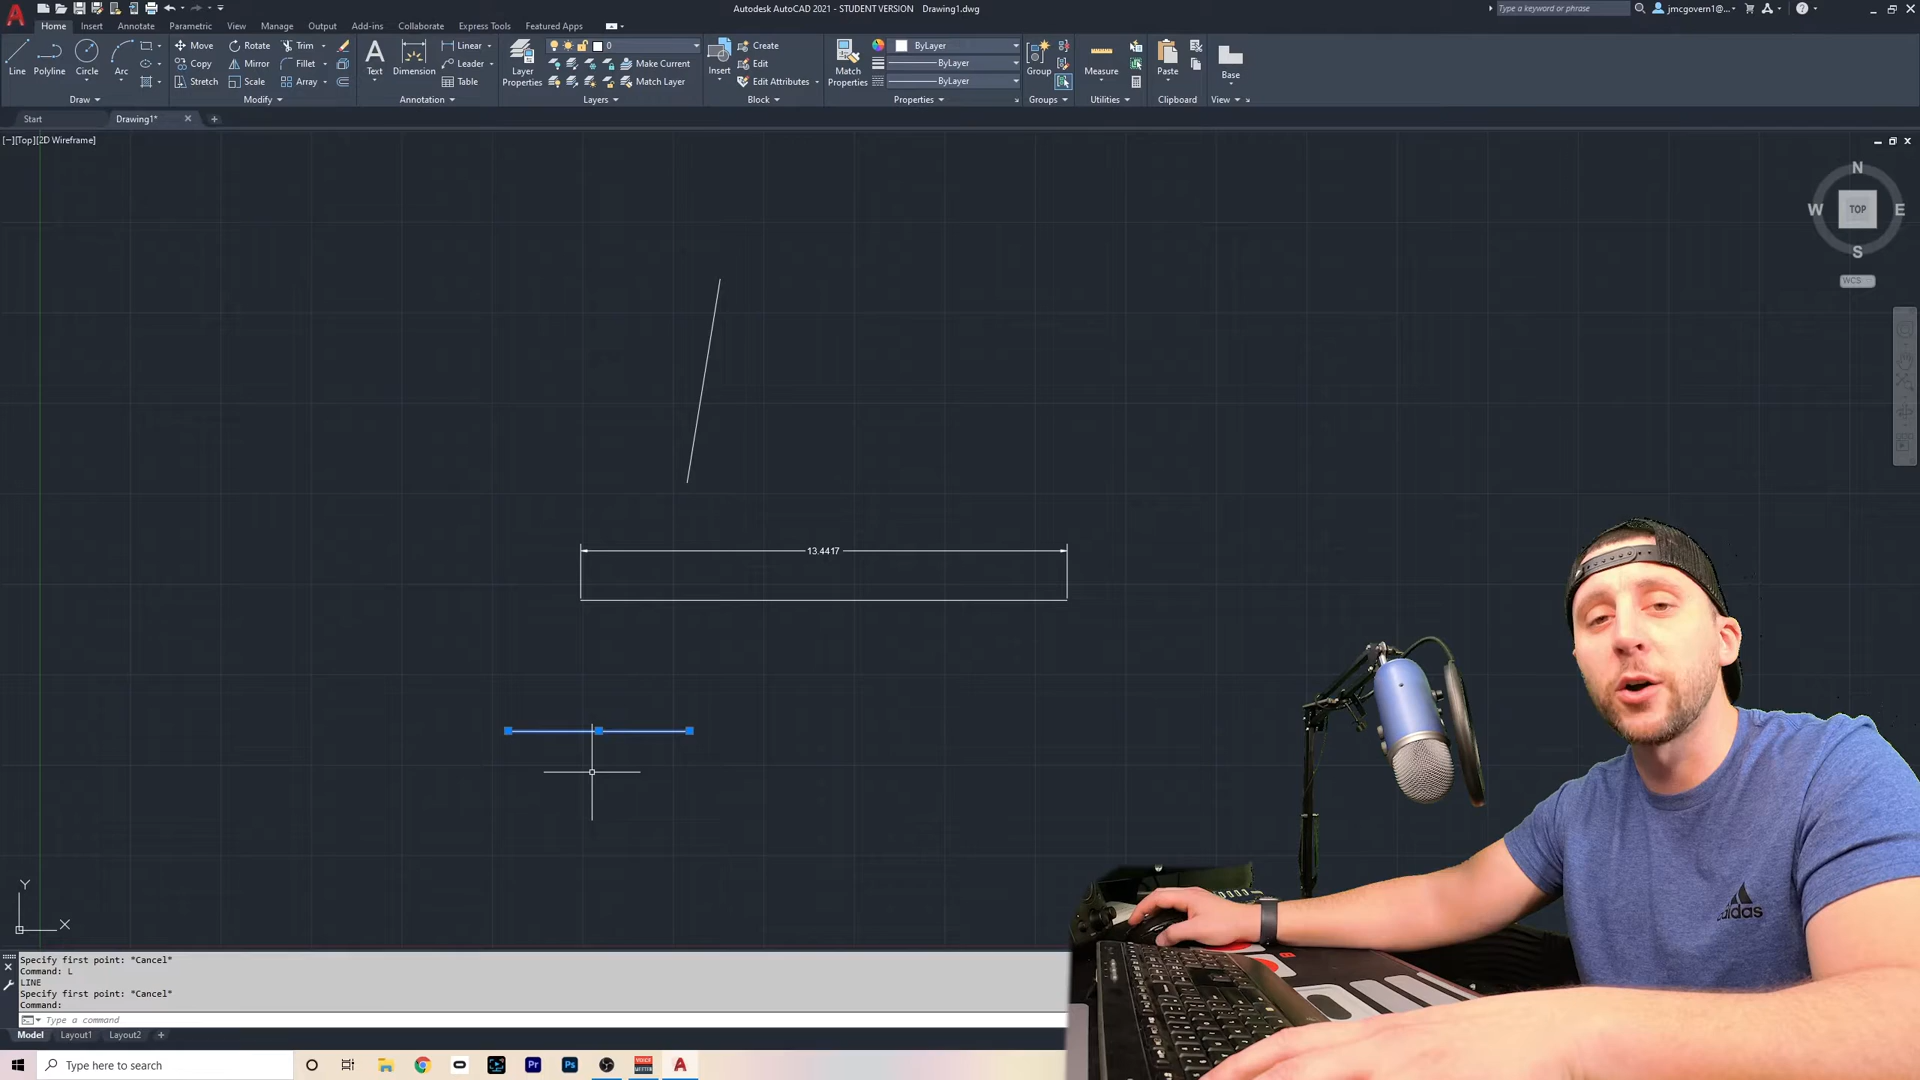 Autodesk AutoCAD 2021 - STUDENT VERSION Drawing1.dwg
Type a keyword or phrase
jmcgovern1@...
Home Insert Annotate Parametric View Manage Output Add-ins Collaborate Express Tools Featured Apps
Line Polyline Circle Arc
Move Rotate Trim
Copy Mirror Fillet
Stretch Scale Array
Text Dimension
Linear
Leader
Table
Layer Properties
0
Make Current
Match Layer
Insert
Create
Edit
Edit Attributes
Match Properties
ByLayer
ByLayer
ByLayer
Group
Measure
Paste
Base
Draw Modify Annotation Layers Block Properties Groups Utilities Clipboard View
Start Drawing1*
[−][Top][2D Wireframe]
N
W TOP E
S
WCS
13.4417
Y
X
Specify first point: *Cancel*
Command: L
LINE
Specify first point: *Cancel*
Command:
Type a command
Model Layout1 Layout2
adidas
Type here to search
Pr
Ps